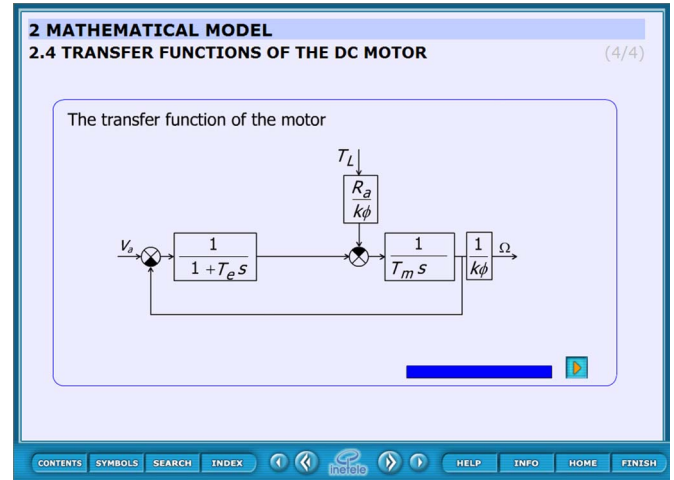 2 MATHEMATICAL MODEL
2.4 TRANSFER FUNCTIONS OF THE DC MOTOR (4/4)
The transfer function of the motor
T_L
R_a
kϕ
V_a
1
1 + T_e s
1
T_m s
1
kϕ
Ω
CONTENTS SYMBOLS SEARCH INDEX inetele HELP INFO HOME FINISH